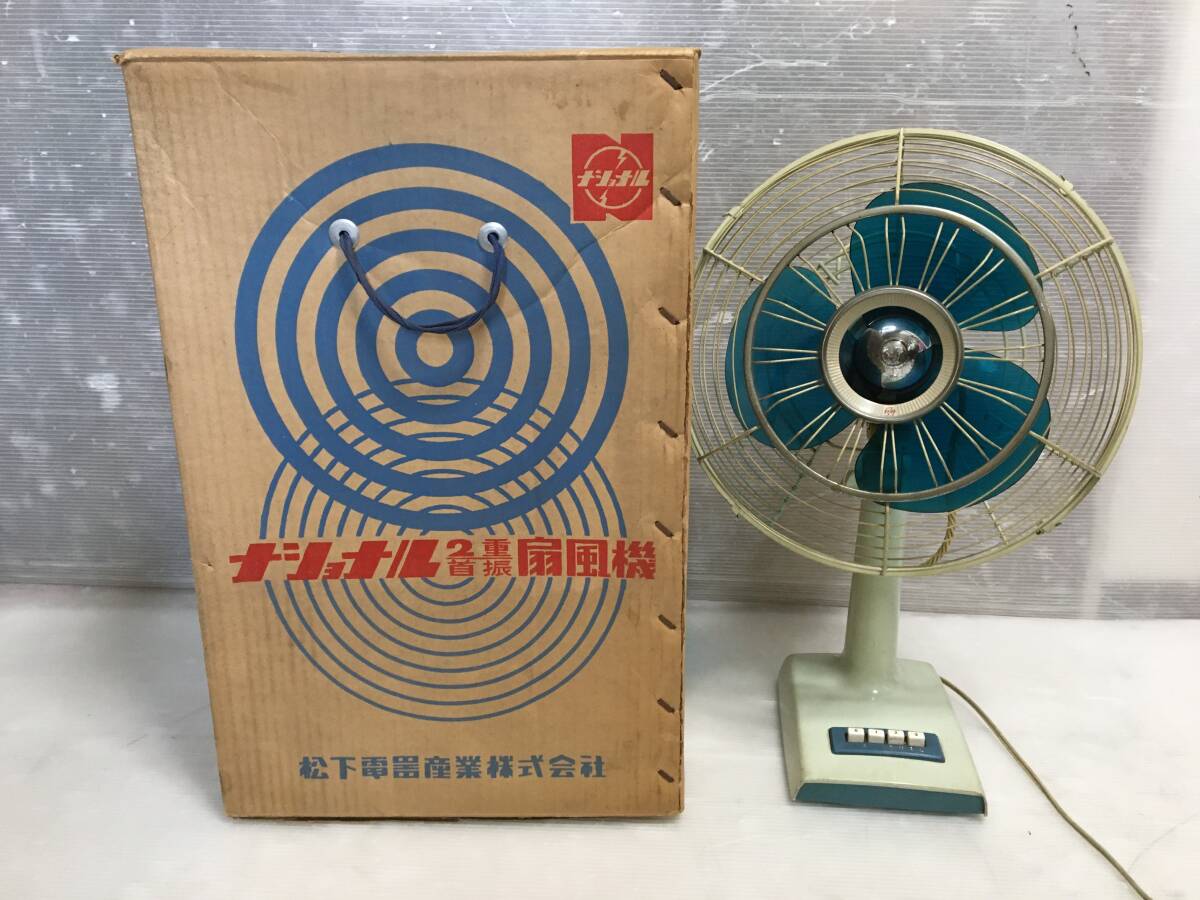 ナショナル
ナショナル 2重首振 扇風機
松下電器産業株式会社